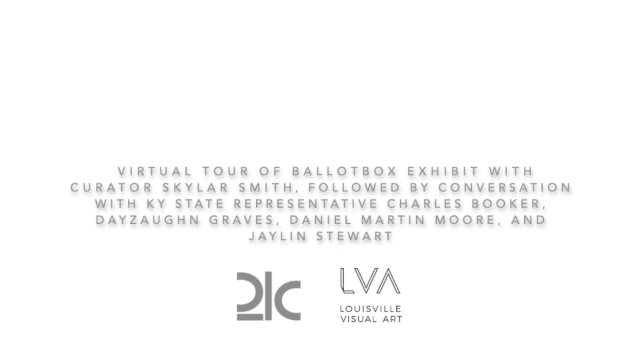 VIRTUAL TOUR OF BALLOTBOX EXHIBIT WITH
CURATOR SKYLAR SMITH, FOLLOWED BY CONVERSATION
WITH KY STATE REPRESENTATIVE CHARLES BOOKER,
DAYZAUGHN GRAVES, DANIEL MARTIN MOORE, AND
JAYLIN STEWART
21c
LVA
LOUISVILLE
VISUAL ART